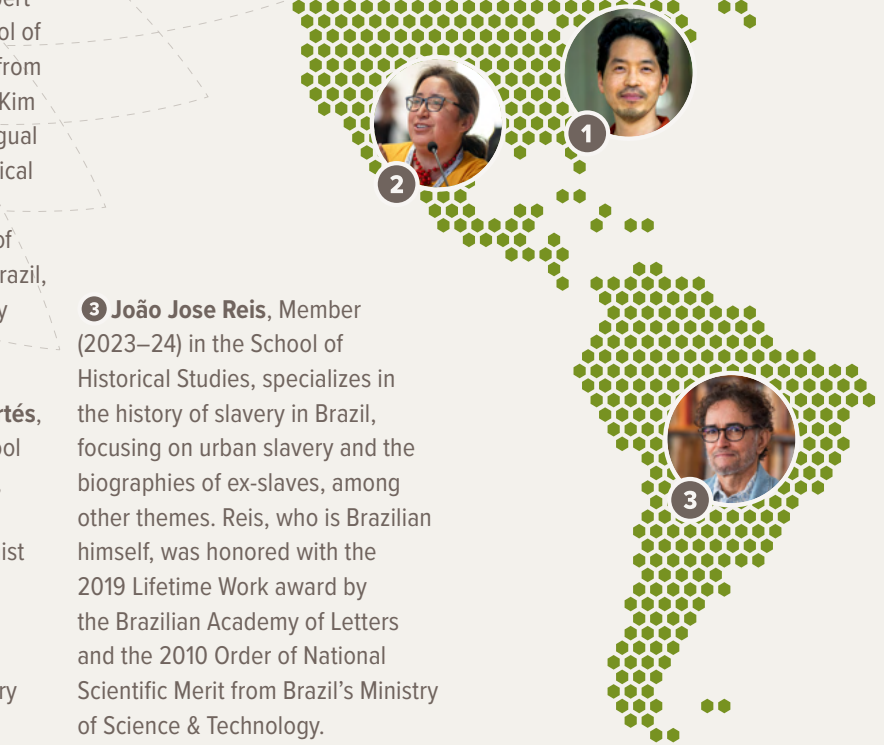 ol of
from
Kim
gual
ical
of
razil,
y
rtés,
ool
ist
ry
3 João Jose Reis, Member
(2023–24) in the School of
Historical Studies, specializes in
the history of slavery in Brazil,
focusing on urban slavery and the
biographies of ex-slaves, among
other themes. Reis, who is Brazilian
himself, was honored with the
2019 Lifetime Work award by
the Brazilian Academy of Letters
and the 2010 Order of National
Scientific Merit from Brazil’s Ministry
of Science & Technology.
1
2
3